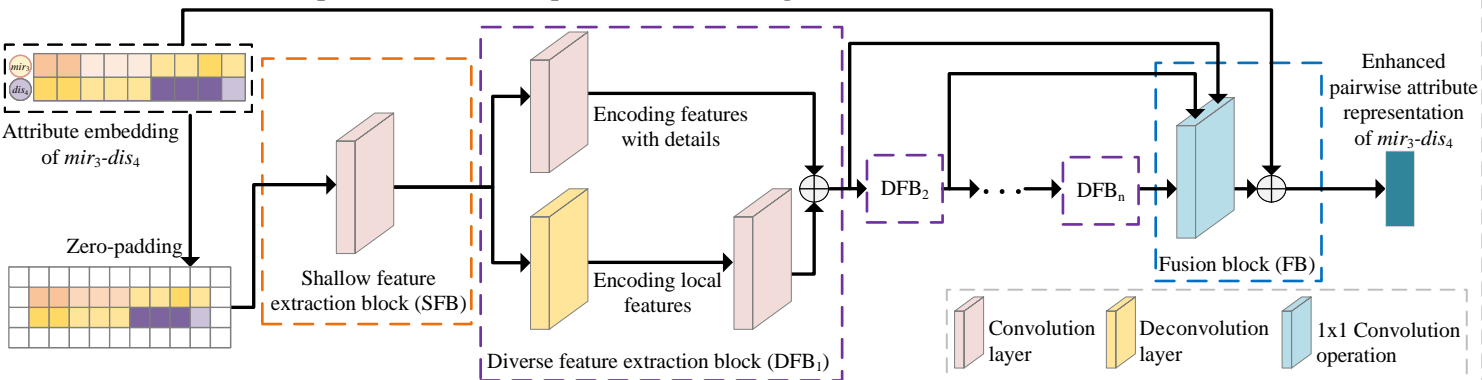 mir3
dis4
Attribute embedding
of mir3-dis4
Zero-padding
Shallow feature
extraction block (SFB)
Encoding features
with details
Encoding local
features
Diverse feature extraction block (DFB1)
DFB2
DFBn
Fusion block (FB)
Enhanced
pairwise attribute
representation
of mir3-dis4
Convolution
layer
Deconvolution
layer
1x1 Convolution
operation